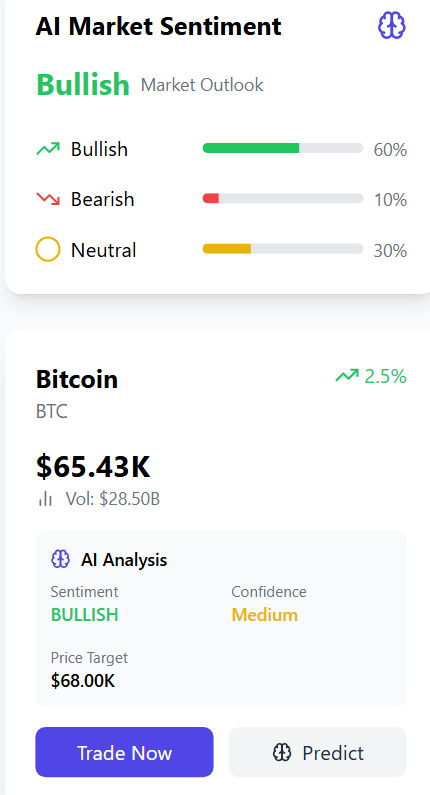 AI Market Sentiment
Bullish Market Outlook
Bullish 60%
Bearish 10%
Neutral 30%
Bitcoin 2.5%
BTC
$65.43K
Vol: $28.50B
AI Analysis
Sentiment Confidence
BULLISH Medium
Price Target
$68.00K
Trade Now Predict